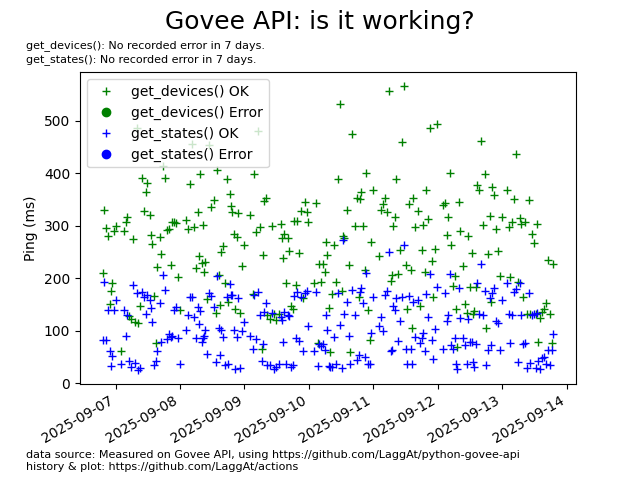 Govee API: is it working?
get_devices(): No recorded error in 7 days.
get_states(): No recorded error in 7 days.
get_devices() OK
get_devices() Error
get_states() OK
get_states() Error
Ping (ms)
500
400
300
200
100
0
2025-09-07
2025-09-08
2025-09-09
2025-09-10
2025-09-11
2025-09-12
2025-09-13
2025-09-14
data source: Measured on Govee API, using https://github.com/LaggAt/python-govee-api
history & plot: https://github.com/LaggAt/actions